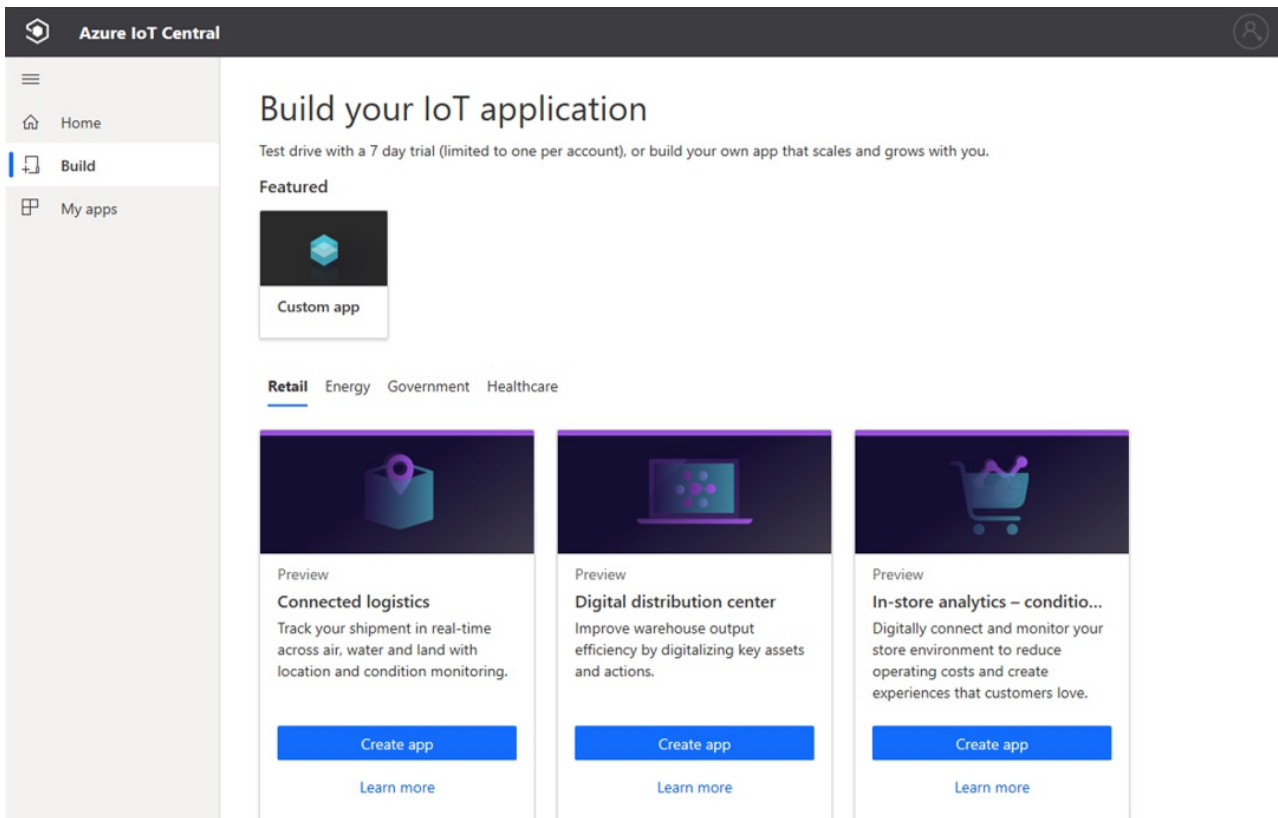 Azure IoT Central
Home
Build
My apps
Build your IoT application
Test drive with a 7 day trial (limited to one per account), or build your own app that scales and grows with you.
Featured
Custom app
Retail Energy Government Healthcare
Preview
Connected logistics
Track your shipment in real-time
across air, water and land with
location and condition monitoring.
Create app
Learn more
Preview
Digital distribution center
Improve warehouse output
efficiency by digitalizing key assets
and actions.
Create app
Learn more
Preview
In-store analytics – conditio...
Digitally connect and monitor your
store environment to reduce
operating costs and create
experiences that customers love.
Create app
Learn more